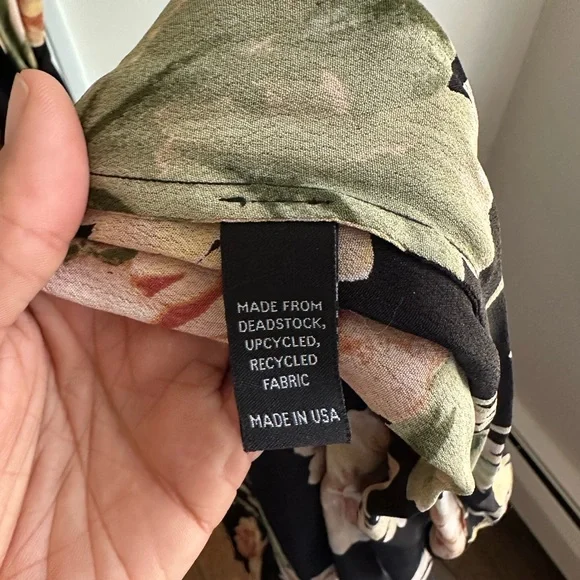 MADE FROM
DEADSTOCK,
UPCYCLED,
RECYCLED
FABRIC
MADE IN USA